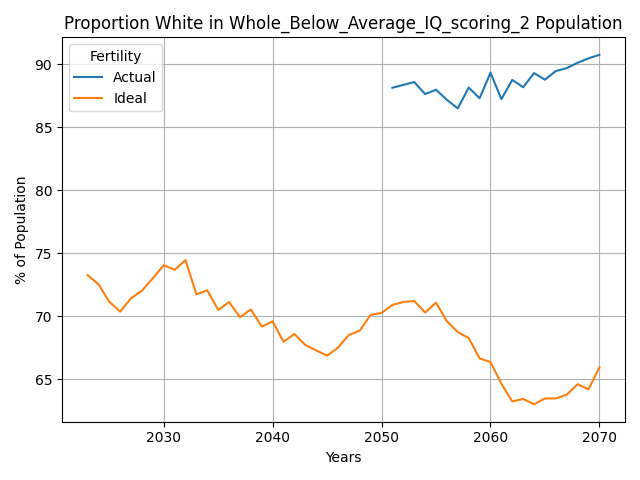 Proportion White in Whole_Below_Average_IQ_scoring_2 Population
Fertility
Actual
Ideal
90
85
80
75
70
65
% of Population
2030
2040
2050
2060
2070
Years